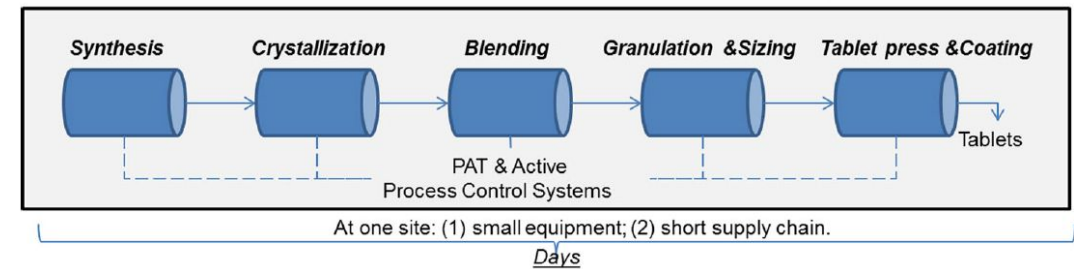 Synthesis
Crystallization
Blending
Granulation &Sizing
Tablet press &Coating
Tablets
PAT & Active
Process Control Systems
At one site: (1) small equipment; (2) short supply chain.
Days